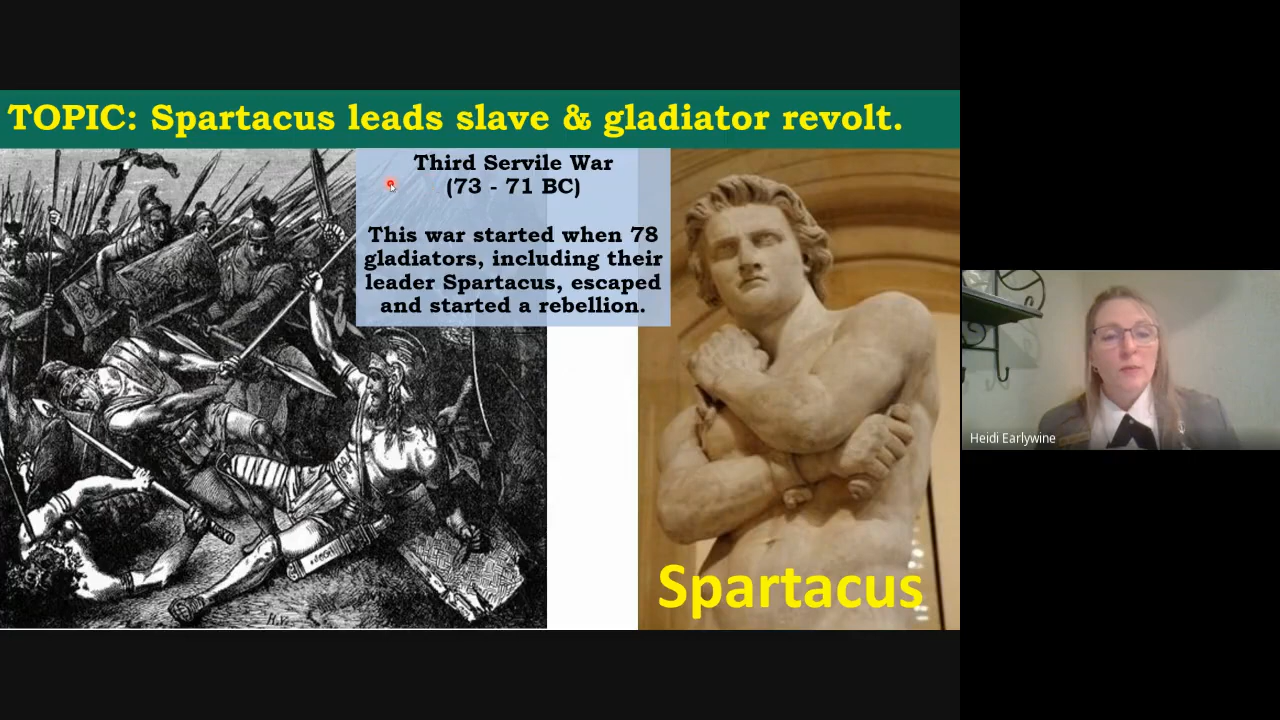 TOPIC: Spartacus leads slave & gladiator revolt.
Third Servile War
(73 - 71 BC)
This war started when 78
gladiators, including their
leader Spartacus, escaped
and started a rebellion.
Spartacus
Heidi Earlywine